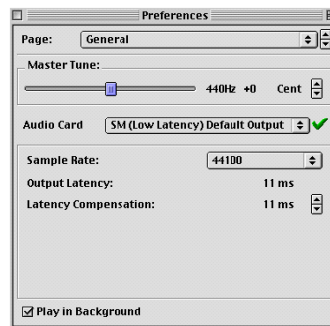 Preferences
Page: General
Master Tune:
440Hz +0 Cent
Audio Card SM (Low Latency) Default Output
Sample Rate: 44100
Output Latency: 11 ms
Latency Compensation: 11 ms
Play in Background